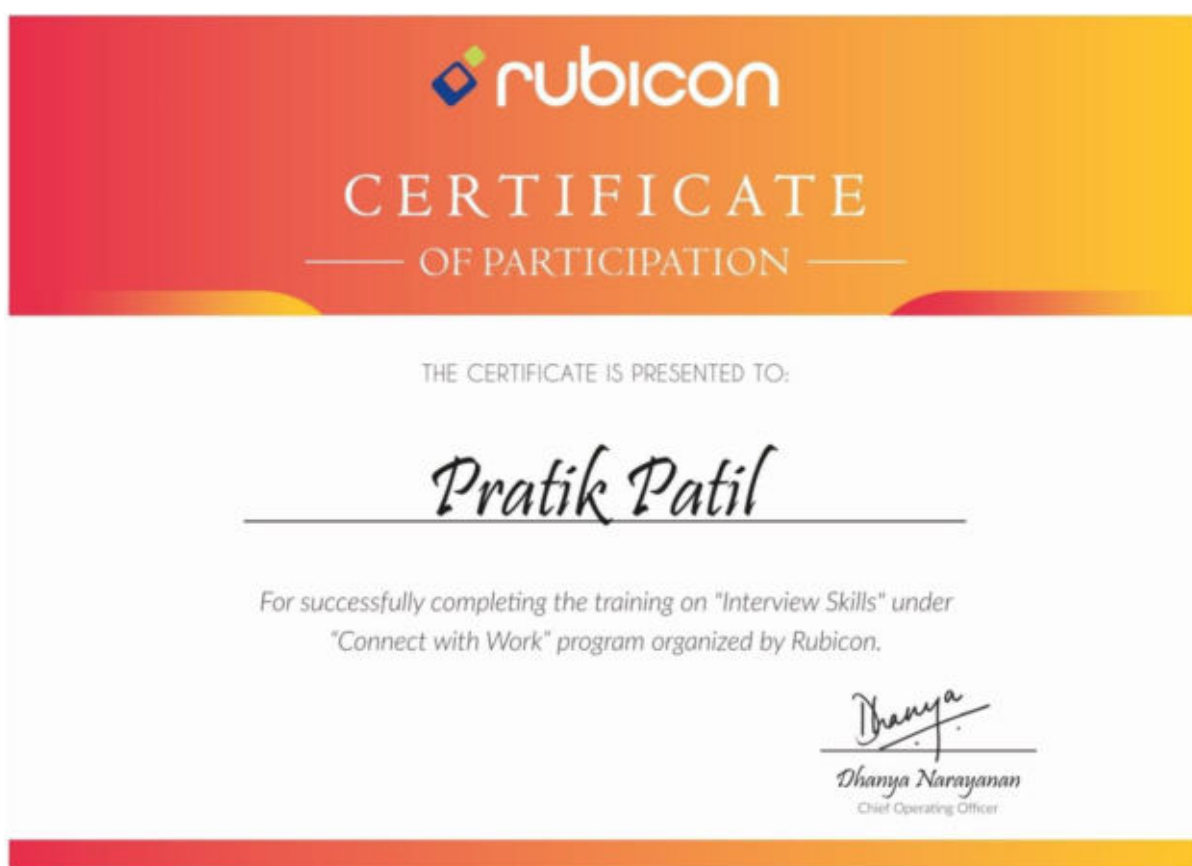 rubicon
CERTIFICATE
OF PARTICIPATION
THE CERTIFICATE IS PRESENTED TO:
Pratik Patil
For successfully completing the training on "Interview Skills" under
"Connect with Work" program organized by Rubicon.
Dhanya
Dhanya Narayanan
Chief Operating Officer